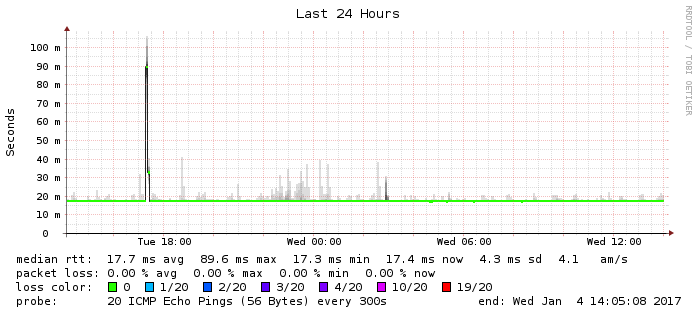 Last 24 Hours
RRDTOOL / TOBI OETIKER
Seconds
100 m
90 m
80 m
70 m
60 m
50 m
40 m
30 m
20 m
10 m
0
Tue 18:00 Wed 00:00 Wed 06:00 Wed 12:00
median rtt: 17.7 ms avg 89.6 ms max 17.3 ms min 17.4 ms now 4.3 ms sd 4.1 am/s
packet loss: 0.00 % avg 0.00 % max 0.00 % min 0.00 % now
loss color: 0 1/20 2/20 3/20 4/20 10/20 19/20
probe: 20 ICMP Echo Pings (56 Bytes) every 300s end: Wed Jan 4 14:05:08 2017